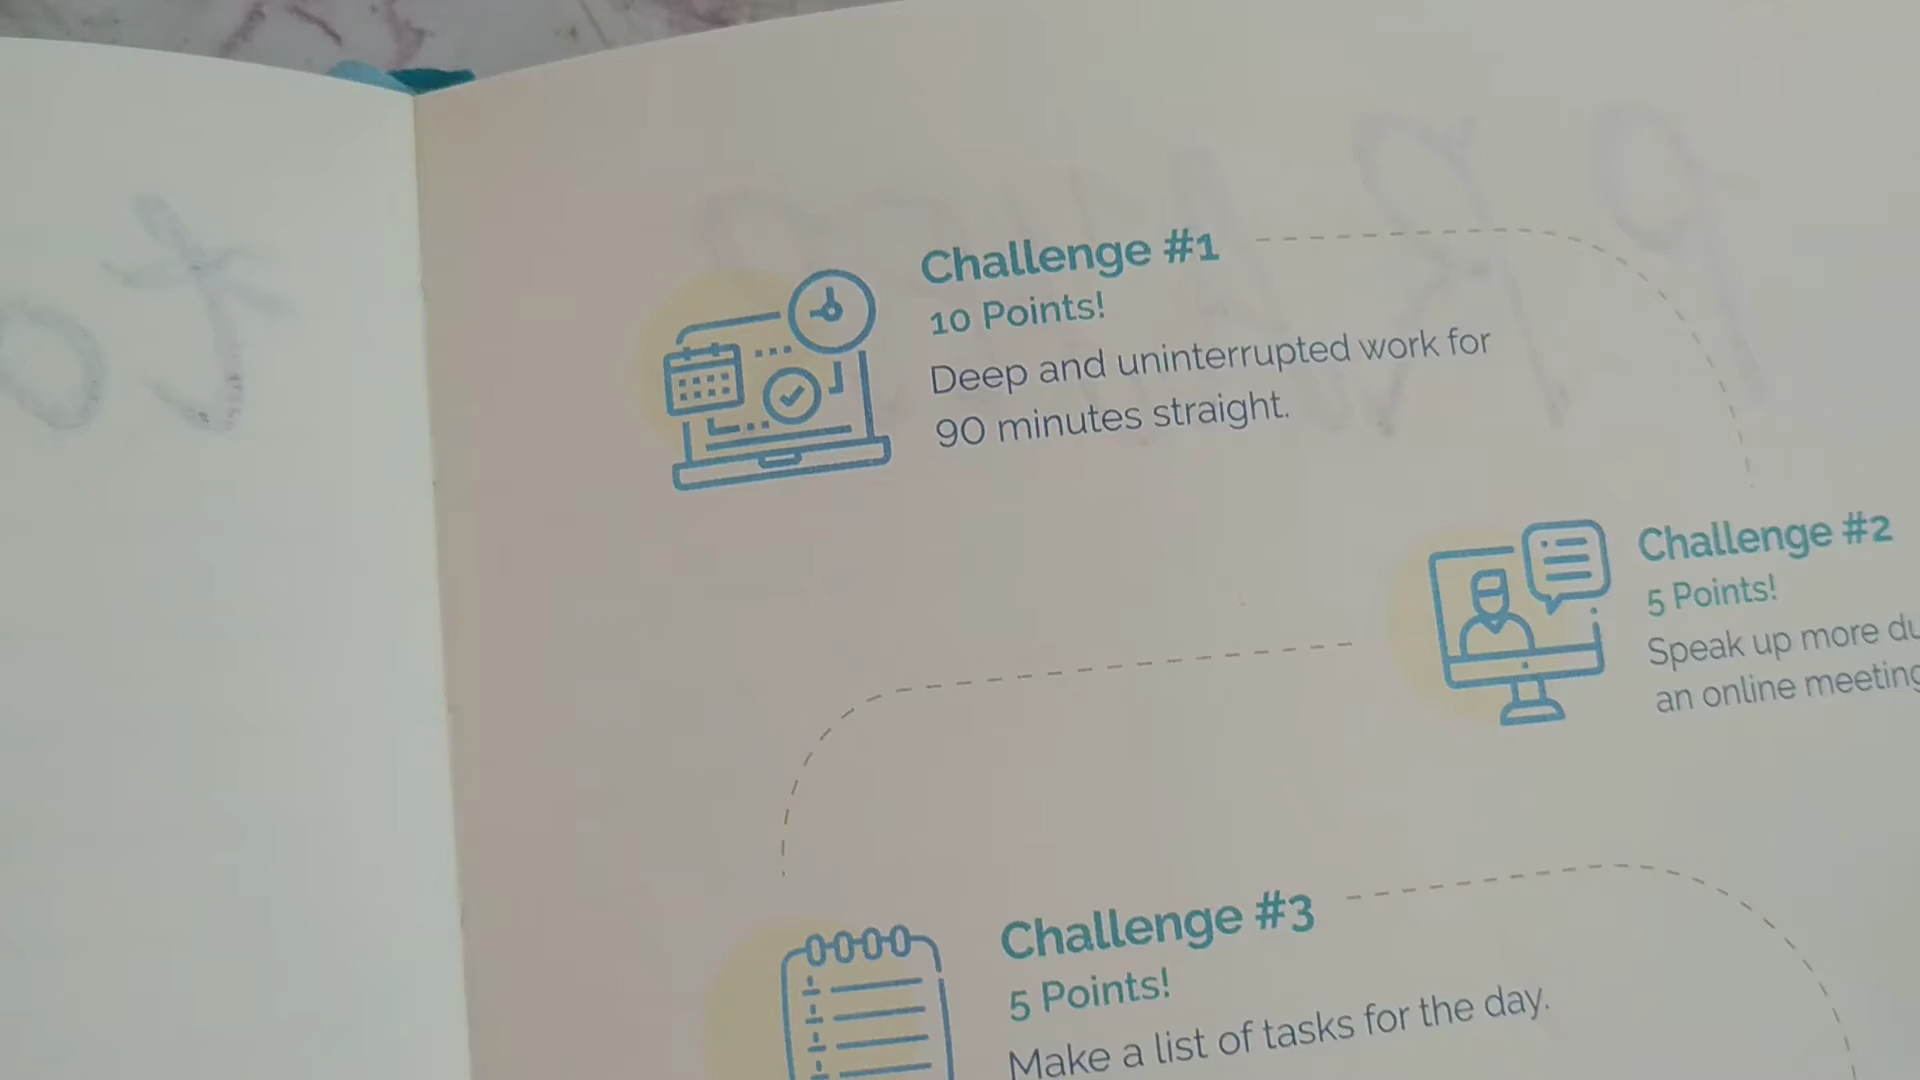 Challenge #1
10 Points!
Deep and uninterrupted work for
90 minutes straight.
Challenge #2
5 Points!
Speak up more
an online meeting
Challenge #3
5 Points!
Make a list of tasks for the day.